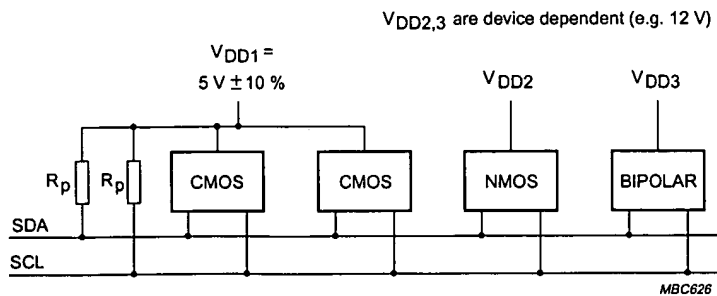 VDD2,3 are device dependent (e.g. 12 V)
VDD1 =
5 V ± 10 %
VDD2
VDD3
Rp
Rp
CMOS
CMOS
NMOS
BIPOLAR
SDA
SCL
MBC626